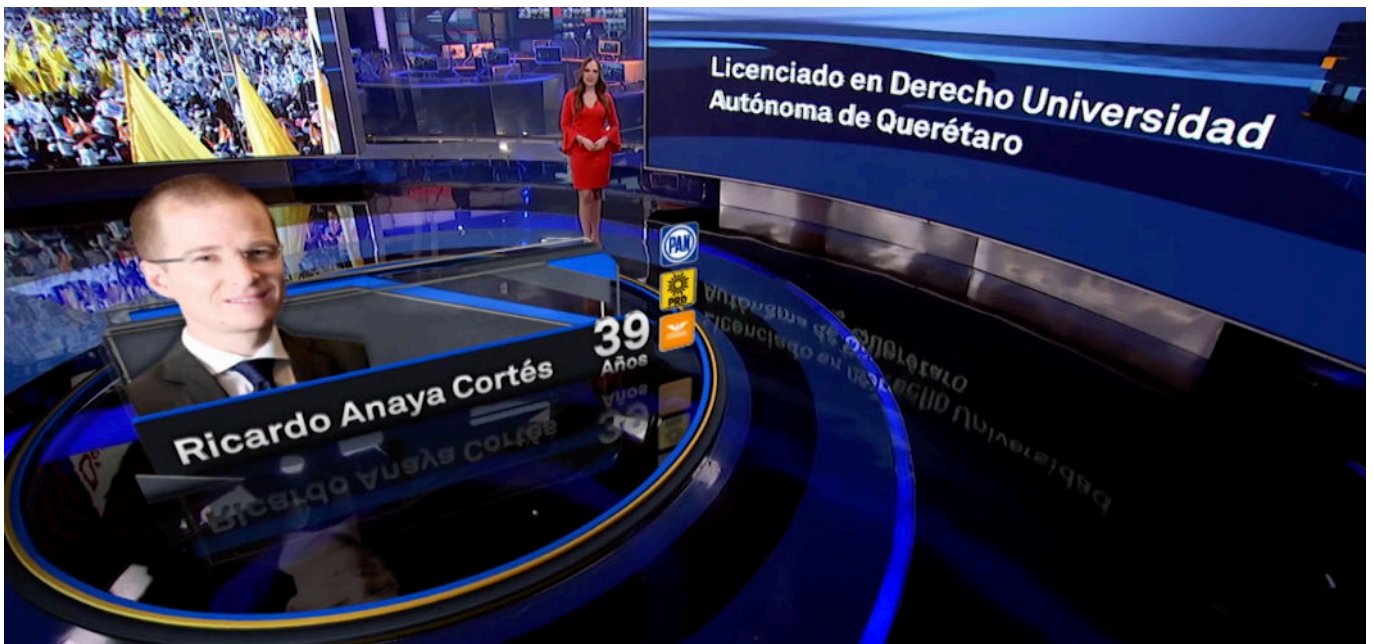 Licenciado en Derecho Universidad
Autónoma de Querétaro
PAN
PRD
39
Años
Ricardo Anaya Cortés